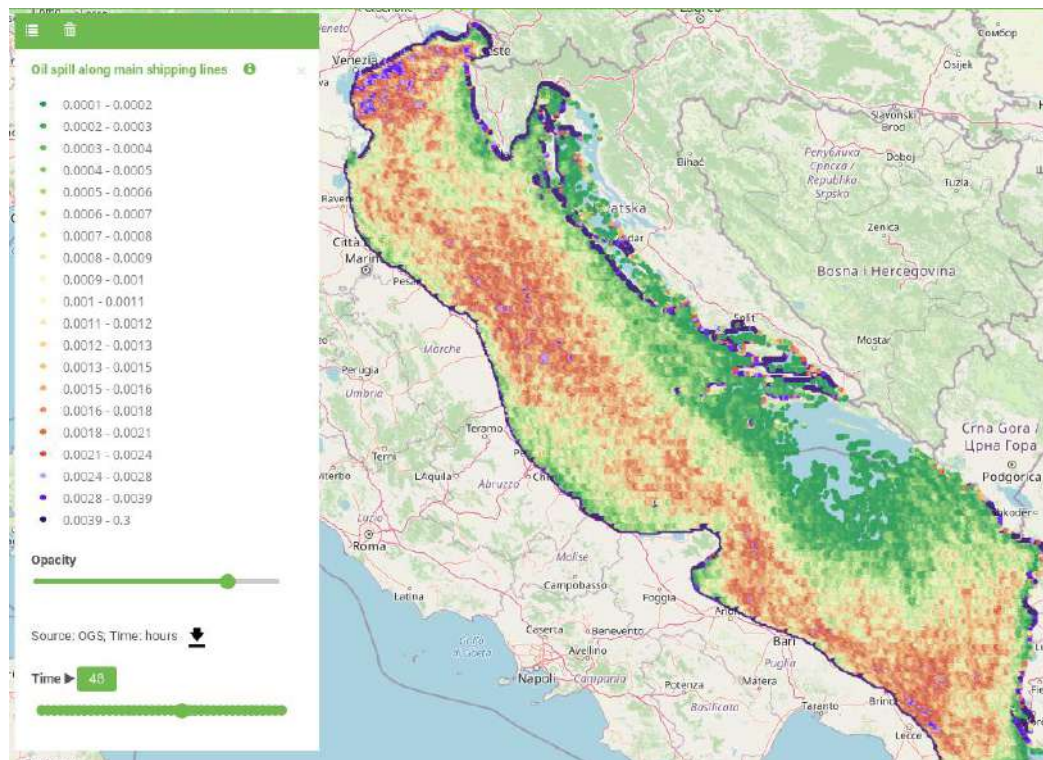 Oil spill along main shipping lines
0.0001 - 0.0002
0.0002 - 0.0003
0.0003 - 0.0004
0.0004 - 0.0005
0.0005 - 0.0006
0.0006 - 0.0007
0.0007 - 0.0008
0.0008 - 0.0009
0.0009 - 0.001
0.001 - 0.0011
0.0011 - 0.0012
0.0012 - 0.0013
0.0013 - 0.0015
0.0015 - 0.0016
0.0016 - 0.0018
0.0018 - 0.0021
0.0021 - 0.0024
0.0024 - 0.0028
0.0028 - 0.0039
0.0039 - 0.3
Opacity
Source: OGS; Time: hours
Time
48
Zagreb
Сомбор
Osijek
Venezia
Slavonski
Brod
Bihać
Република
Српска /
Republika
Srpska
Doboj
Tuzla
Zenica
Bosna i Hercegovina
Split
Mostar
Città
Marche
Perugia
Umbria
Teramo
Terni
L'Aquila
Abruzzo
Crna Gora /
Црна Гора
Podgorica
Lazio
Roma
Latina
Molise
Campobasso
Foggia
Caserta
Benevento
Avellino
Napoli
Campania
Potenza
Basilicata
Bari
Puglia
Matera
Taranto
Lecce